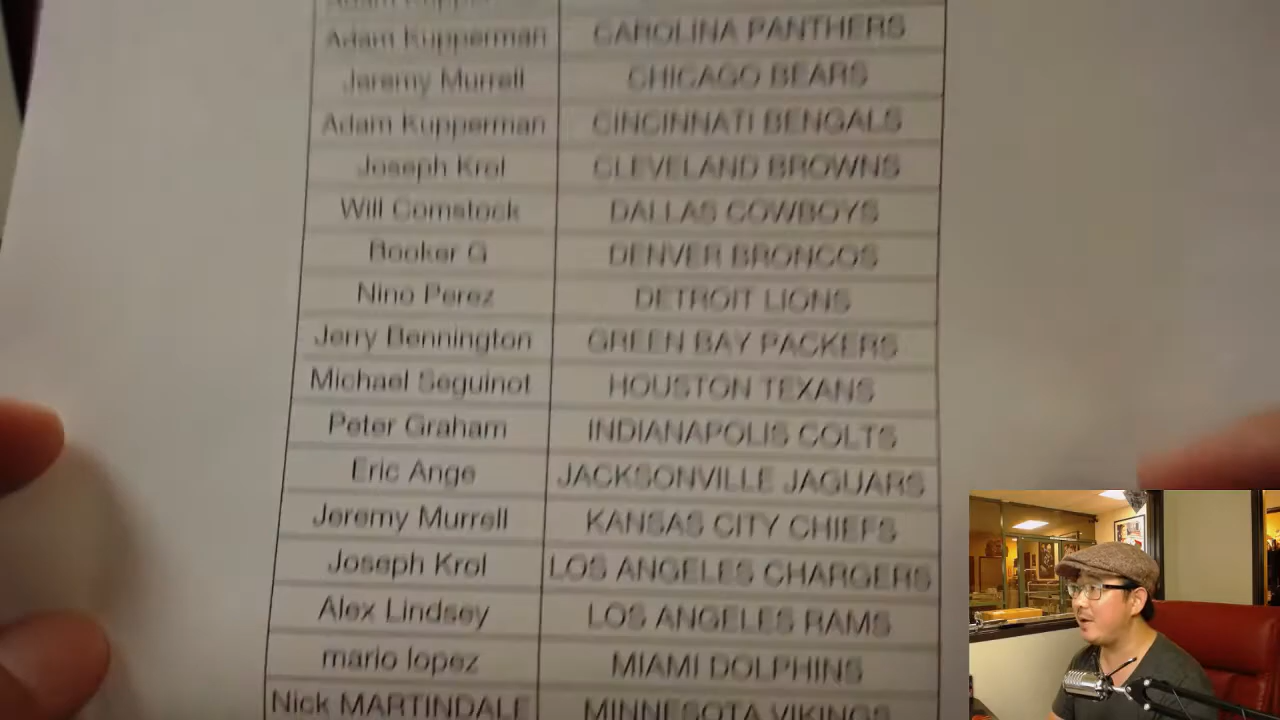 Adam Kupperman CAROLINA PANTHERS
Jeremy Murrell CHICAGO BEARS
Adam Kupperman CINCINNATI BENGALS
Joseph Krol CLEVELAND BROWNS
Will Comstock DALLAS COWBOYS
Booker G DENVER BRONCOS
Nino Perez DETROIT LIONS
Jerry Bennington GREEN BAY PACKERS
Michael Seguinot HOUSTON TEXANS
Peter Graham INDIANAPOLIS COLTS
Eric Ange JACKSONVILLE JAGUARS
Jeremy Murrell KANSAS CITY CHIEFS
Joseph Krol LOS ANGELES CHARGERS
Alex Lindsey LOS ANGELES RAMS
mario lopez MIAMI DOLPHINS
Nick MARTINDALE MINNESOTA VIKINGS